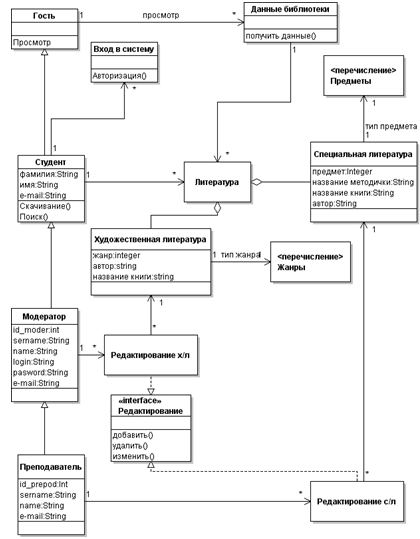 Гость
Просмотр
1
просмотр
*
Данные библиотеки
получить данные()
1
Вход в систему
Авторизация()
*
<перечисление>
Предметы
1
тип предмета
1
1
Студент
фамилия:String
имя:String
e-mail:String
Скачивание()
Поиск()
1
*
*
Литература
Специальная литература
предмет:Integer
название методички:String
название книги:String
автор:String
1
Художественная литература
жанр:integer
автор:string
название книги:string
1
тип жанра
1
<перечисление>
Жанры
1
*
Модератор
id_moder:int
sername:String
name:String
login:String
pasword:String
e-mail:String
1
*
Редактирование х/л
«interface»
Редактирование
добавить()
удалить()
изменить()
Преподаватель
id_prepod:Int
sername:String
name:String
e-mail:String
1
*
*
Редактирование с/л